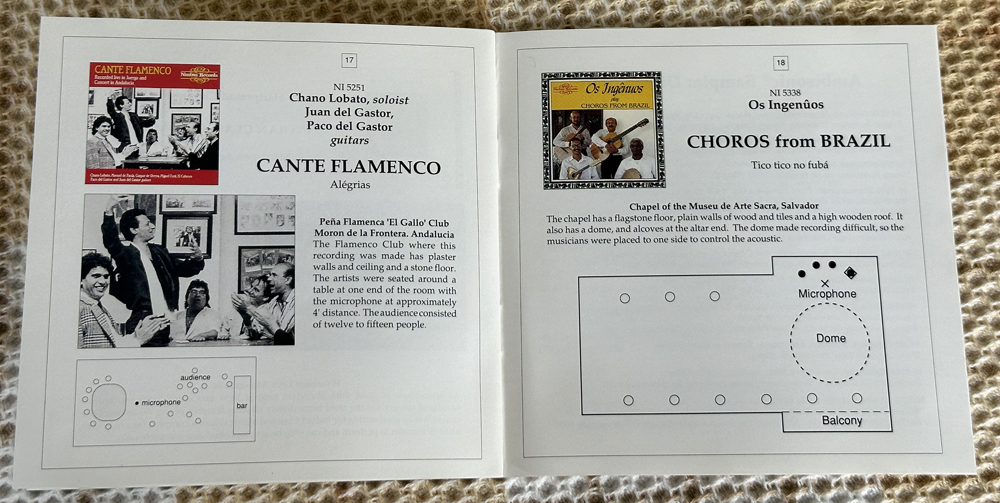 17
CANTE FLAMENCO
Recorded live in Juerga and
Concert in Andalucia
Nimbus Records
NI 5251
Chano Lobato, soloist
Juan del Gastor,
Paco del Gastor
guitars
CANTE FLAMENCO
Alégrias
Peña Flamenca 'El Gallo' Club
Moron de la Frontera. Andalucia
The Flamenco Club where this
recording was made has plaster
walls and ceiling and a stone floor.
The artists were seated around a
table at one end of the room with
the microphone at approximately
4' distance. The audience consisted
of twelve to fifteen people.
audience
microphone
bar
18
Os Ingênuos
play
CHOROS FROM BRAZIL
NI 5338
Os Ingenûos
CHOROS from BRAZIL
Tico tico no fubá
Chapel of the Museu de Arte Sacra, Salvador
The chapel has a flagstone floor, plain walls of wood and tiles and a high wooden roof. It
also has a dome, and alcoves at the altar end. The dome made recording difficult, so the
musicians were placed to one side to control the acoustic.
Microphone
Dome
Balcony